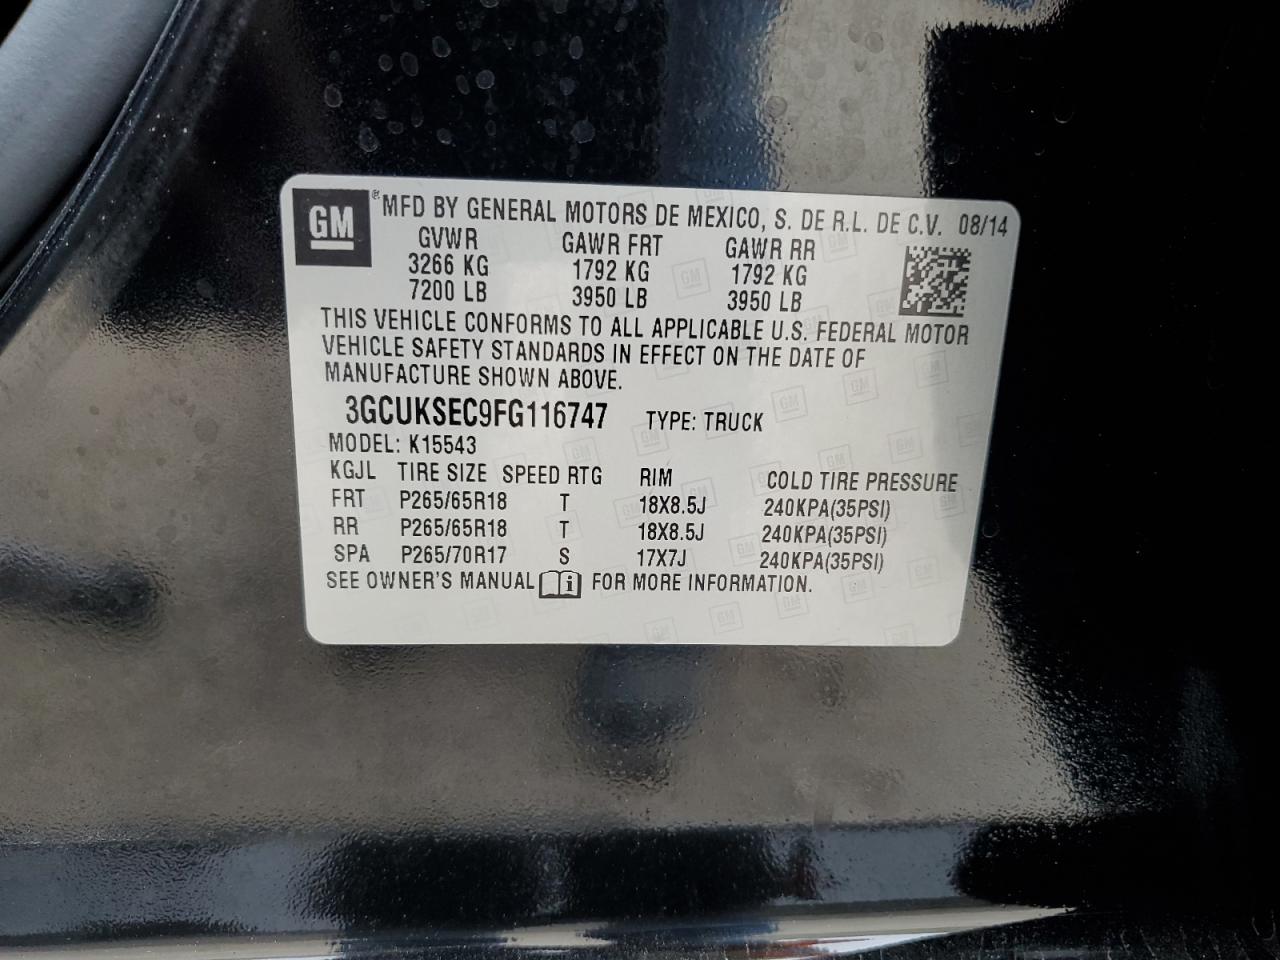 GM ® MFD BY GENERAL MOTORS DE MEXICO, S. DE R.L. DE C.V. 08/14
GVWR GAWR FRT GAWR RR
3266 KG 1792 KG 1792 KG
7200 LB 3950 LB 3950 LB
THIS VEHICLE CONFORMS TO ALL APPLICABLE U.S. FEDERAL MOTOR
VEHICLE SAFETY STANDARDS IN EFFECT ON THE DATE OF
MANUFACTURE SHOWN ABOVE.
3GCUKSEC9FG116747 TYPE: TRUCK
MODEL: K15543
KGJL TIRE SIZE SPEED RTG RIM COLD TIRE PRESSURE
FRT P265/65R18 T 18X8.5J 240KPA(35PSI)
RR P265/65R18 T 18X8.5J 240KPA(35PSI)
SPA P265/70R17 S 17X7J 240KPA(35PSI)
SEE OWNER'S MANUAL i FOR MORE INFORMATION.